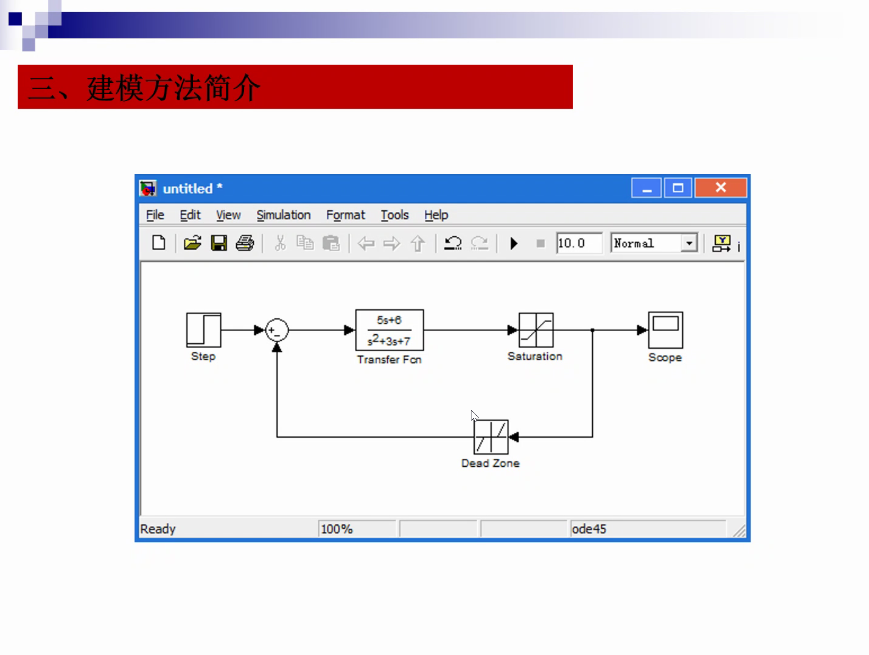 三、建模方法简介
untitled *
File Edit View Simulation Format Tools Help
10.0 Normal
+
-
5s+6
s2+3s+7
Step
Transfer Fcn
Saturation
Scope
Dead Zone
Ready 100% ode45